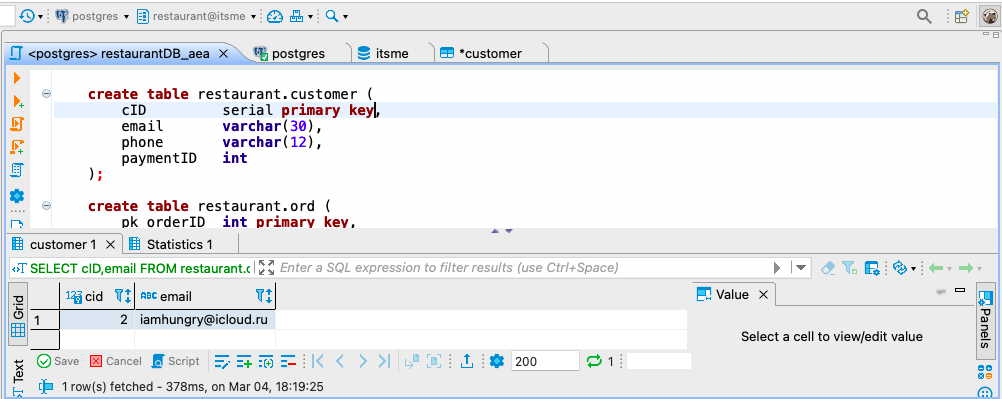 postgres restaurant@itsme
<postgres> restaurantDB_aea postgres itsme *customer
create table restaurant.customer (
cID serial primary key,
email varchar(30),
phone varchar(12),
paymentID int
);
create table restaurant.ord (
pk orderID int primary key,
customer 1 Statistics 1
SELECT cID,email FROM restaurant.c Enter a SQL expression to filter results (use Ctrl+Space)
Grid 123 cid ABC email Value
1 2 iamhungry@icloud.ru Select a cell to view/edit value Panels
Text Save Cancel Script 200 1
1 row(s) fetched - 378ms, on Mar 04, 18:19:25